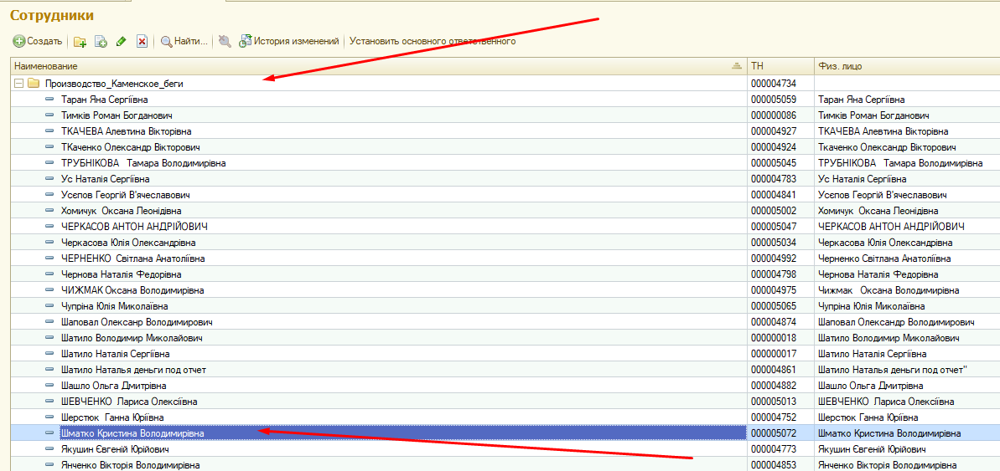 Сотрудники
Создать Найти... История изменений Установить основного ответственного
Наименование ТН Физ. лицо
Производство_Каменское_беги 000004734
Таран Яна Сергіївна 000005059 Таран Яна Сергіївна
Тимків Роман Богданович 000000086 Тимків Роман Богданович
ТКАЧЕВА Алевтина Вікторівна 000004927 ТКАЧЕВА Алевтина Вікторівна
ТКаченко Олександр Вікторович 000004924 Ткаченко Олександр Вікторович
ТРУБНІКОВА Тамара Володимирівна 000005045 ТРУБНІКОВА Тамара Володимирівна
Ус Наталія Сергіївна 000004783 Ус Наталія Сергіївна
Усєпов Георгій В'ячеславович 000004841 Усєпов Георгій В'ячеславович
Хомичук Оксана Леонідівна 000005002 Хомичук Оксана Леонідівна
ЧЕРКАСОВ АНТОН АНДРІЙОВИЧ 000005047 ЧЕРКАСОВ АНТОН АНДРІЙОВИЧ
Черкасова Юлія Олександрівна 000005034 Черкасова Юлія Олександрівна
ЧЕРНЕНКО Світлана Анатоліївна 000004992 Черненко Світлана Анатоліївна
Чернова Наталія Федорівна 000004798 Чернова Наталія Федорівна
ЧИЖМАК Оксана Володимирівна 000004975 Чижмак Оксана Володимирівна
Чупріна Юлія Миколаївна 000005065 Чупріна Юлія Миколаївна
Шаповал Олексанр Володимирович 000004874 Шаповал Олександр Володимирович
Шатило Володимир Миколайович 000000018 Шатило Володимир Миколайович
Шатило Наталія Сергіївна 000000017 Шатило Наталія Сергіївна
Шатило Наталья деньги под отчет 000004861 Шатило Наталья деньги под отчет"
Шашло Ольга Дмитрівна 000004882 Шашло Ольга Дмитрівна
ШЕВЧЕНКО Лариса Олексіївна 000005013 ШЕВЧЕНКО Лариса Олексіївна
Шерстюк Ганна Юріївна 000004752 Шерстюк Ганна Юріївна
Шматко Кристина Володимирівна 000005072 Шматко Кристина Володимирівна
Якушин Євгеній Юрійович 000004773 Якушин Євгеній Юрійович
Янченко Вікторія Володимирівна 000004853 Янченко Вікторія Володимирівна